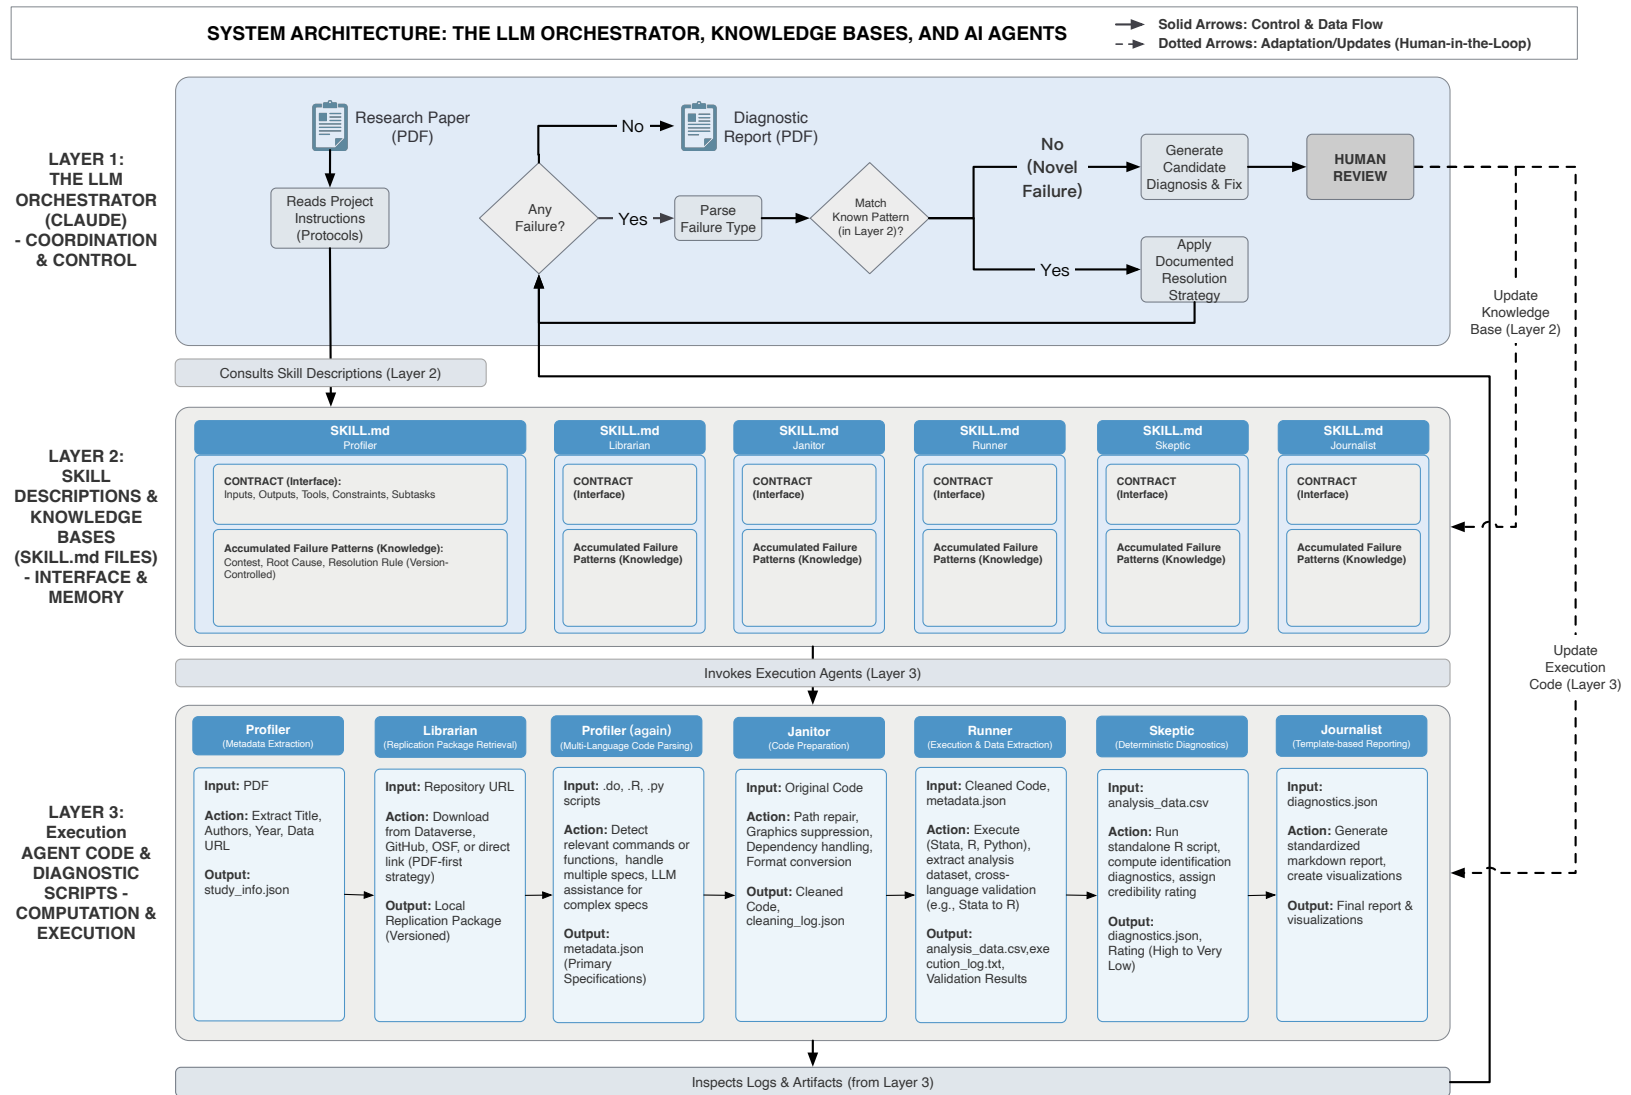 SYSTEM ARCHITECTURE: THE LLM ORCHESTRATOR, KNOWLEDGE BASES, AND AI AGENTS
Solid Arrows: Control & Data Flow
Dotted Arrows: Adaptation/Updates (Human-in-the-Loop)
LAYER 1:
THE LLM
ORCHESTRATOR
(CLAUDE)
- COORDINATION
& CONTROL
Research Paper
(PDF)
Reads Project
Instructions
(Protocols)
No
Diagnostic
Report (PDF)
Any
Failure?
Yes
Parse
Failure Type
Match
Known Pattern
(in Layer 2)?
No
(Novel
Failure)
Generate
Candidate
Diagnosis & Fix
HUMAN
REVIEW
Yes
Apply
Documented
Resolution
Strategy
Update
Knowledge
Base (Layer 2)
Consults Skill Descriptions (Layer 2)
LAYER 2:
SKILL
DESCRIPTIONS &
KNOWLEDGE
BASES
(SKILL.md FILES)
- INTERFACE &
MEMORY
SKILL.md
Profiler
CONTRACT (Interface):
Inputs, Outputs, Tools, Constraints, Subtasks
Accumulated Failure Patterns (Knowledge):
Contest, Root Cause, Resolution Rule (Version-
Controlled)
SKILL.md
Librarian
CONTRACT
(Interface)
Accumulated Failure
Patterns (Knowledge)
SKILL.md
Janitor
CONTRACT
(Interface)
Accumulated Failure
Patterns (Knowledge)
SKILL.md
Runner
CONTRACT
(Interface)
Accumulated Failure
Patterns (Knowledge)
SKILL.md
Skeptic
CONTRACT
(Interface)
Accumulated Failure
Patterns (Knowledge)
SKILL.md
Journalist
CONTRACT
(Interface)
Accumulated Failure
Patterns (Knowledge)
Update
Execution
Code (Layer 3)
Invokes Execution Agents (Layer 3)
LAYER 3:
Execution
AGENT CODE &
DIAGNOSTIC
SCRIPTS -
COMPUTATION &
EXECUTION
Profiler
(Metadata Extraction)
Input: PDF
Action: Extract Title,
Authors, Year, Data
URL
Output:
study_info.json
Librarian
(Replication Package Retrieval)
Input: Repository URL
Action: Download
from Dataverse,
GitHub, OSF, or direct
link (PDF-first
strategy)
Output: Local
Replication Package
(Versioned)
Profiler (again)
(Multi-Language Code Parsing)
Input: .do, .R, .py
scripts
Action: Detect
relevant commands or
functions, handle
multiple specs, LLM
assistance for
complex specs
Output:
metadata.json
(Primary
Specifications)
Janitor
(Code Preparation)
Input: Original Code
Action: Path repair,
Graphics suppression,
Dependency handling,
Format conversion
Output: Cleaned
Code,
cleaning_log.json
Runner
(Execution & Data Extraction)
Input: Cleaned Code,
metadata.json
Action: Execute
(Stata, R, Python),
extract analysis
dataset, cross-
language validation
(e.g., Stata to R)
Output:
analysis_data.csv,exe
cution_log.txt,
Validation Results
Skeptic
(Deterministic Diagnostics)
Input:
analysis_data.csv
Action: Run
standalone R script,
compute identification
diagnostics, assign
credibility rating
Output:
diagnostics.json,
Rating (High to Very
Low)
Journalist
(Template-based Reporting)
Input:
diagnostics.json
Action: Generate
standardized
markdown report,
create visualizations
Output: Final report &
visualizations
Inspects Logs & Artifacts (from Layer 3)